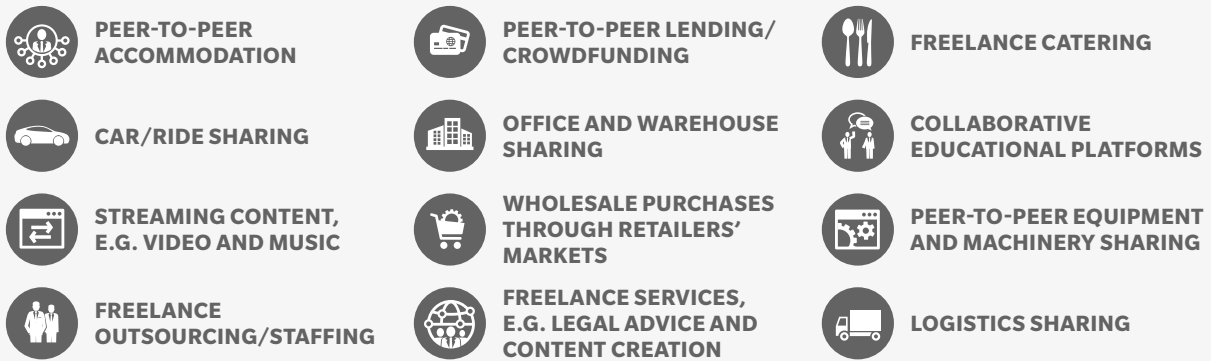 PEER-TO-PEER
ACCOMMODATION
CAR/RIDE SHARING
STREAMING CONTENT,
E.G. VIDEO AND MUSIC
FREELANCE
OUTSOURCING/STAFFING
PEER-TO-PEER LENDING/
CROWDFUNDING
OFFICE AND WAREHOUSE
SHARING
WHOLESALE PURCHASES
THROUGH RETAILERS’
MARKETS
FREELANCE SERVICES,
E.G. LEGAL ADVICE AND
CONTENT CREATION
FREELANCE CATERING
COLLABORATIVE
EDUCATIONAL PLATFORMS
PEER-TO-PEER EQUIPMENT
AND MACHINERY SHARING
LOGISTICS SHARING